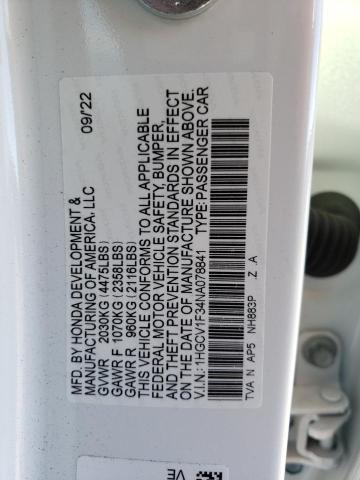 MFD. BY HONDA DEVELOPMENT & 09/22
MANUFACTURING OF AMERICA, LLC
GVWR 2030KG (4475LBS)
GAWR F 1070KG (2358LBS)
GAWR R 960KG (2116LBS)
THIS VEHICLE CONFORMS TO ALL APPLICABLE
FEDERAL MOTOR VEHICLE SAFETY, BUMPER,
AND THEFT PREVENTION STANDARDS IN EFFECT
ON THE DATE OF MANUFACTURE SHOWN ABOVE.
V.I.N.: 1HGCV1F34NA078841 TYPE: PASSENGER CAR
TVA N AP5 NH883P .Z .A